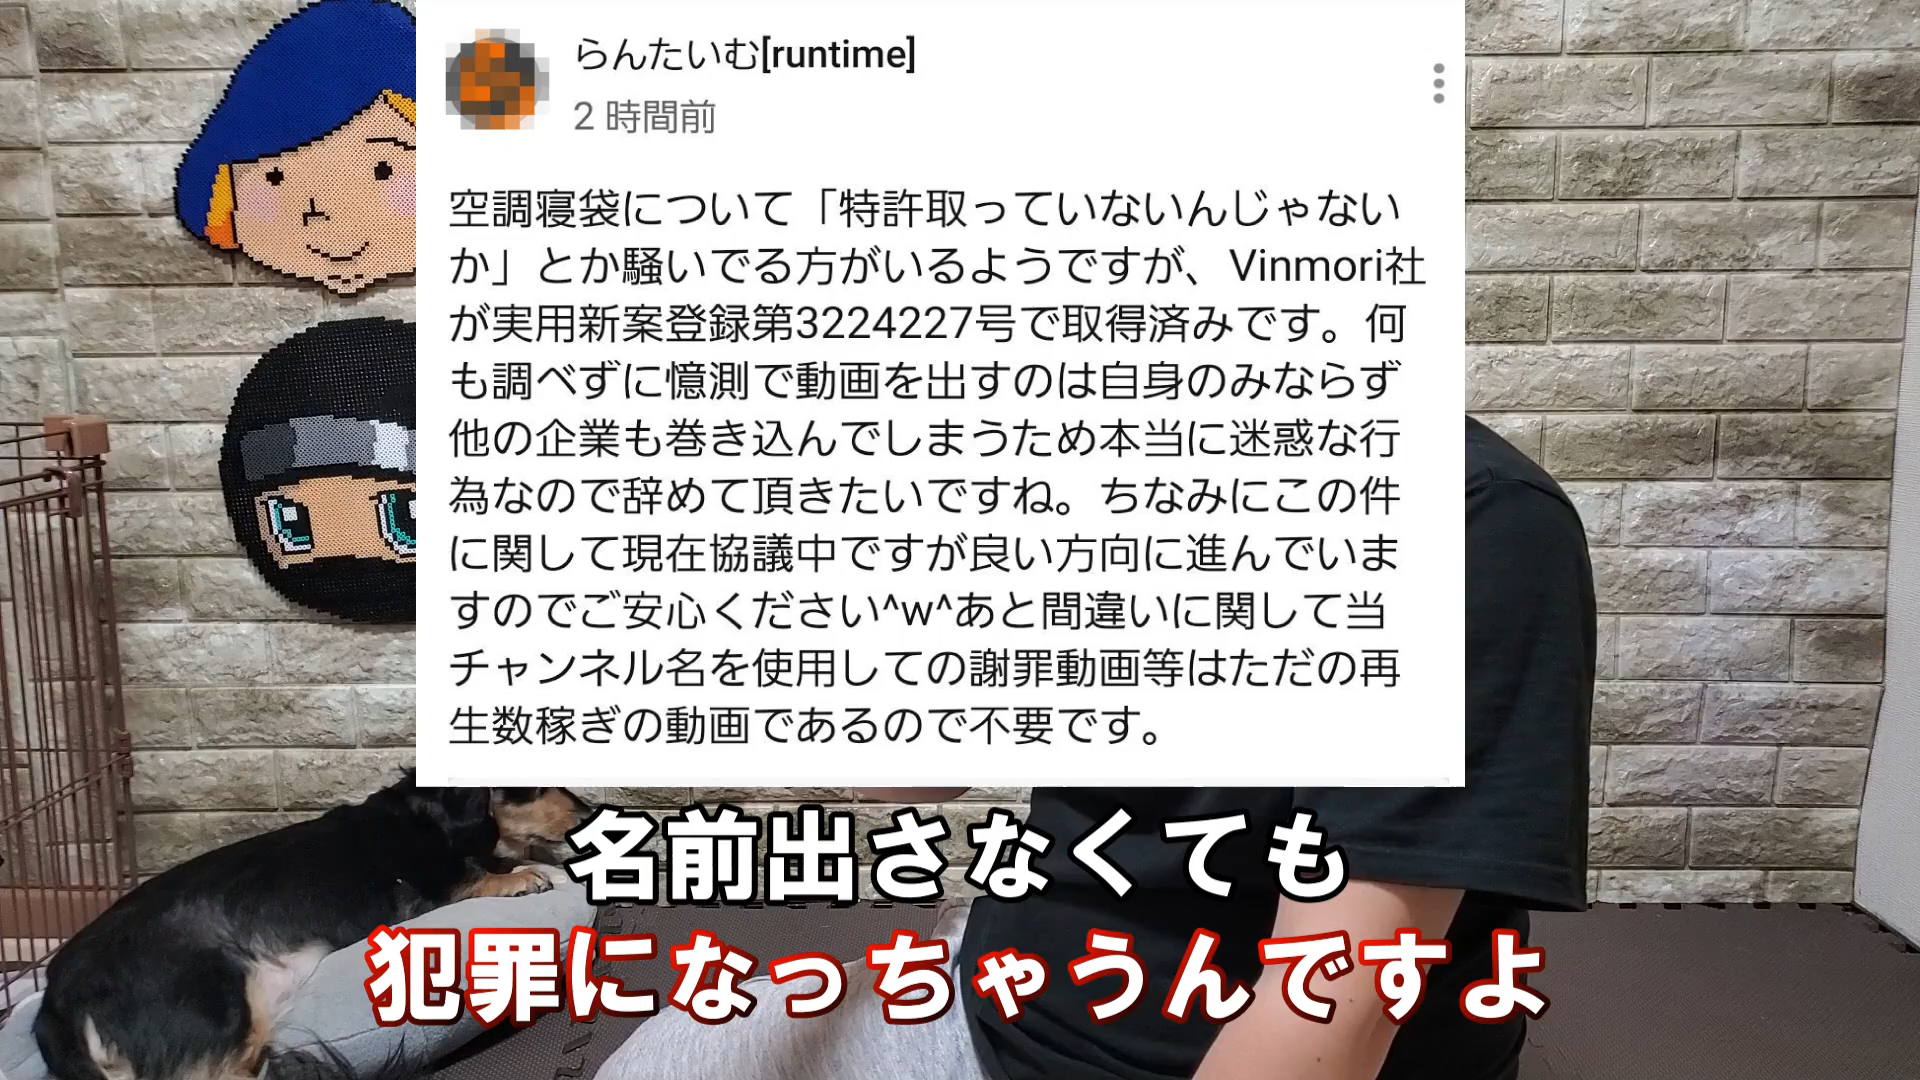 らんたいむ[runtime]
2 時間前
空調寝袋について「特許取っていないんじゃない
か」とか騒いでる方がいるようですが、Vinmori社
が実用新案登録第3224227号で取得済みです。何
も調べずに憶測で動画を出すのは自身のみならず
他の企業も巻き込んでしまうため本当に迷惑な行
為なので辞めて頂きたいですね。ちなみにこの件
に関して現在協議中ですが良い方向に進んでいま
すのでご安心ください^w^あと間違いに関して当
チャンネル名を使用しての謝罪動画等はただの再
生数稼ぎの動画であるので不要です。
名前出さなくても
犯罪になっちゃうんですよ